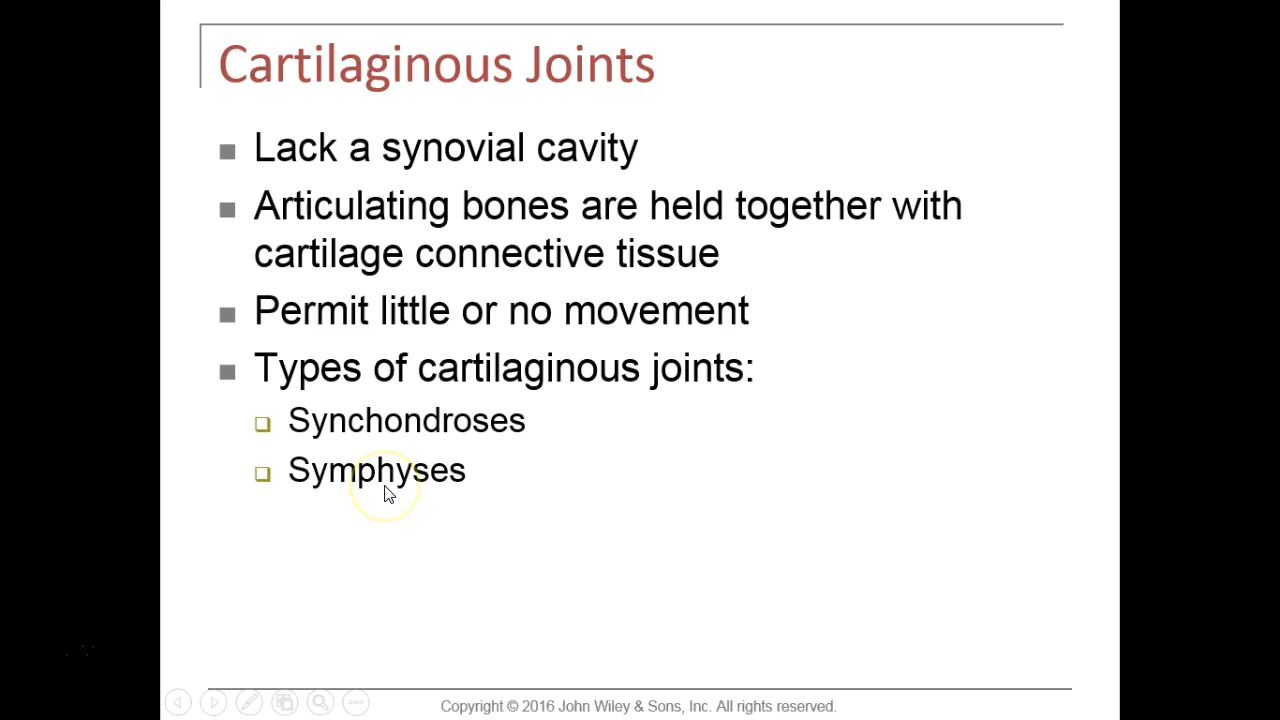 Cartilaginous Joints
Lack a synovial cavity
Articulating bones are held together with
cartilage connective tissue
Permit little or no movement
Types of cartilaginous joints:
Synchondroses
Symphyses
Copyright © 2016 John Wiley & Sons, Inc. All rights reserved.